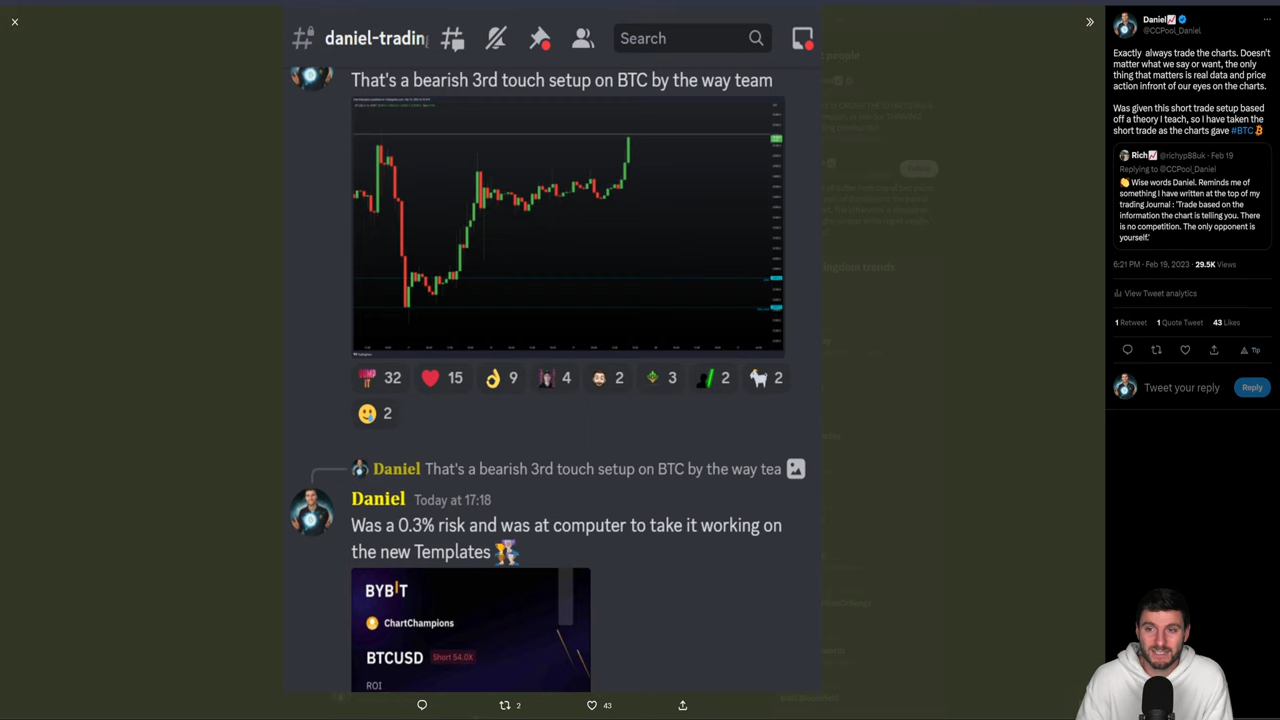 daniel-tradin
Search
That's a bearish 3rd touch setup on BTC by the way team
32
15
9
4
2
3
2
2
2
Daniel That's a bearish 3rd touch setup on BTC by the way tea
Daniel Today at 17:18
Was a 0.3% risk and was at computer to take it working on
the new Templates
BYBIT
ChartChampions
BTCUSD Short 54.0X
ROI
2
43
Daniel
@CCPool_Daniel
Exactly always trade the charts. Doesn't
matter what we say or want, the only
thing that matters is real data and price
action infront of our eyes on the charts.
Was given this short trade setup based
off a theory I teach, so I have taken the
short trade as the charts gave #BTC
Rich @richyp88uk · Feb 19
Replying to @CCPool_Daniel
Wise words Daniel. Reminds me of
something I have written at the top of my
trading Journal : 'Trade based on the
information the chart is telling you. There
is no competition. The only opponent is
yourself.'
6:21 PM · Feb 19, 2023 · 29.5K Views
View Tweet analytics
1 Retweet 1 Quote Tweet 43 Likes
Tip
Tweet your reply
Reply